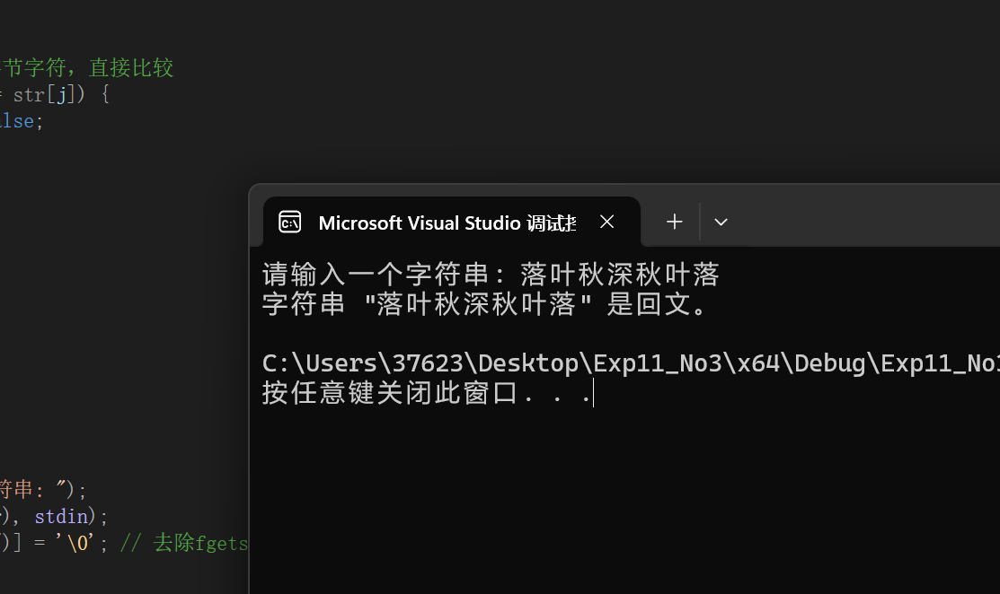 节字符，直接比较
= str[j]) {
alse;
Microsoft Visual Studio 调试
请输入一个字符串: 落叶秋深秋叶落
字符串 "落叶秋深秋叶落" 是回文。
C:\Users\37623\Desktop\Exp11_No3\x64\Debug\Exp11_No
按任意键关闭此窗口. . .
符串: ");
), stdin);
)] = '\0'; // 去除fgets